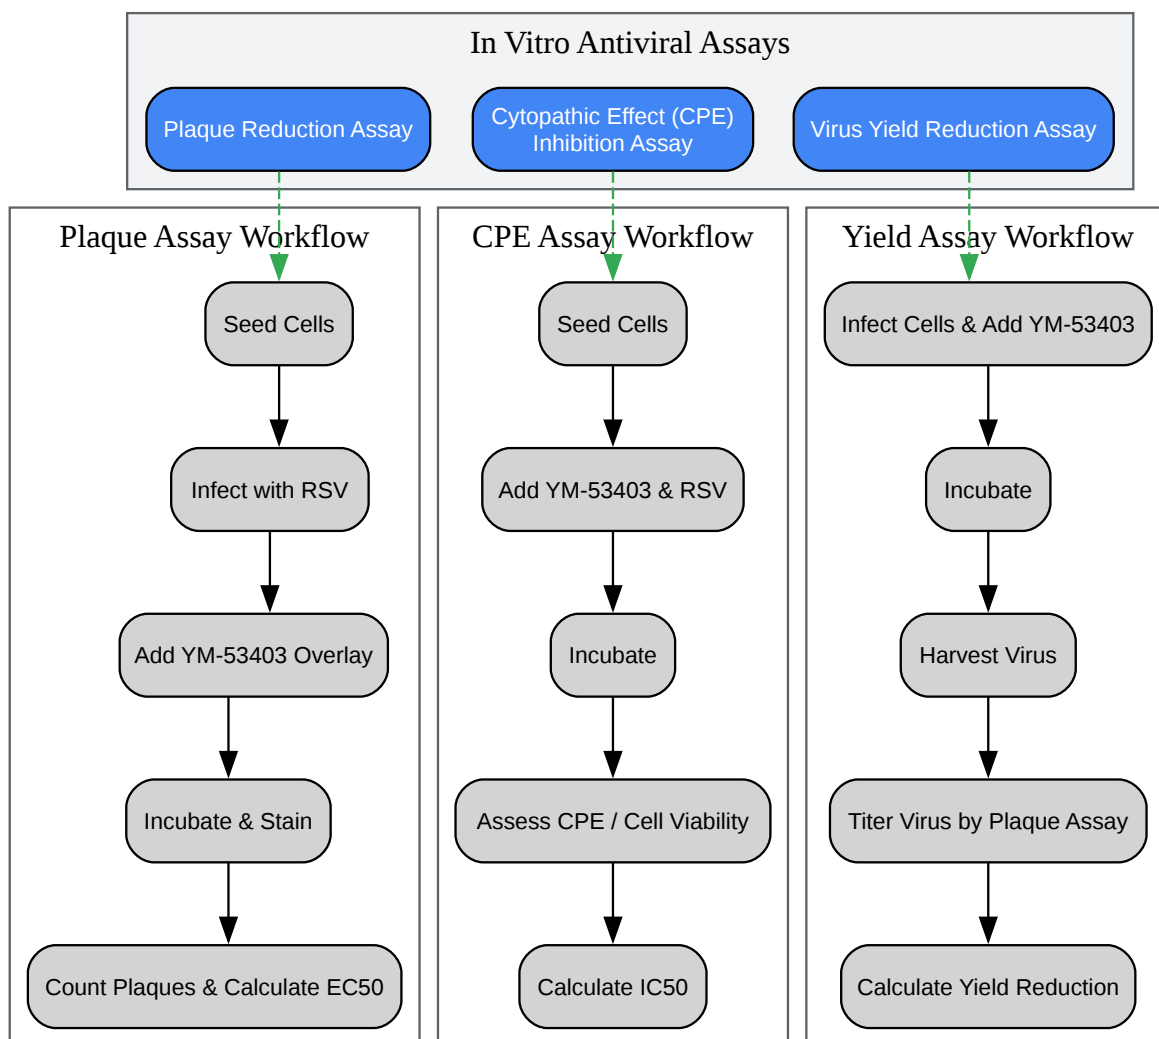 In Vitro Antiviral Assays
Plaque Reduction Assay
Cytopathic Effect (CPE)
Inhibition Assay
Virus Yield Reduction Assay
Plaque Assay Workflow
Seed Cells
Infect with RSV
Add YM-53403 Overlay
Incubate & Stain
Count Plaques & Calculate EC50
CPE Assay Workflow
Seed Cells
Add YM-53403 & RSV
Incubate
Assess CPE / Cell Viability
Calculate IC50
Yield Assay Workflow
Infect Cells & Add YM-53403
Incubate
Harvest Virus
Titer Virus by Plaque Assay
Calculate Yield Reduction